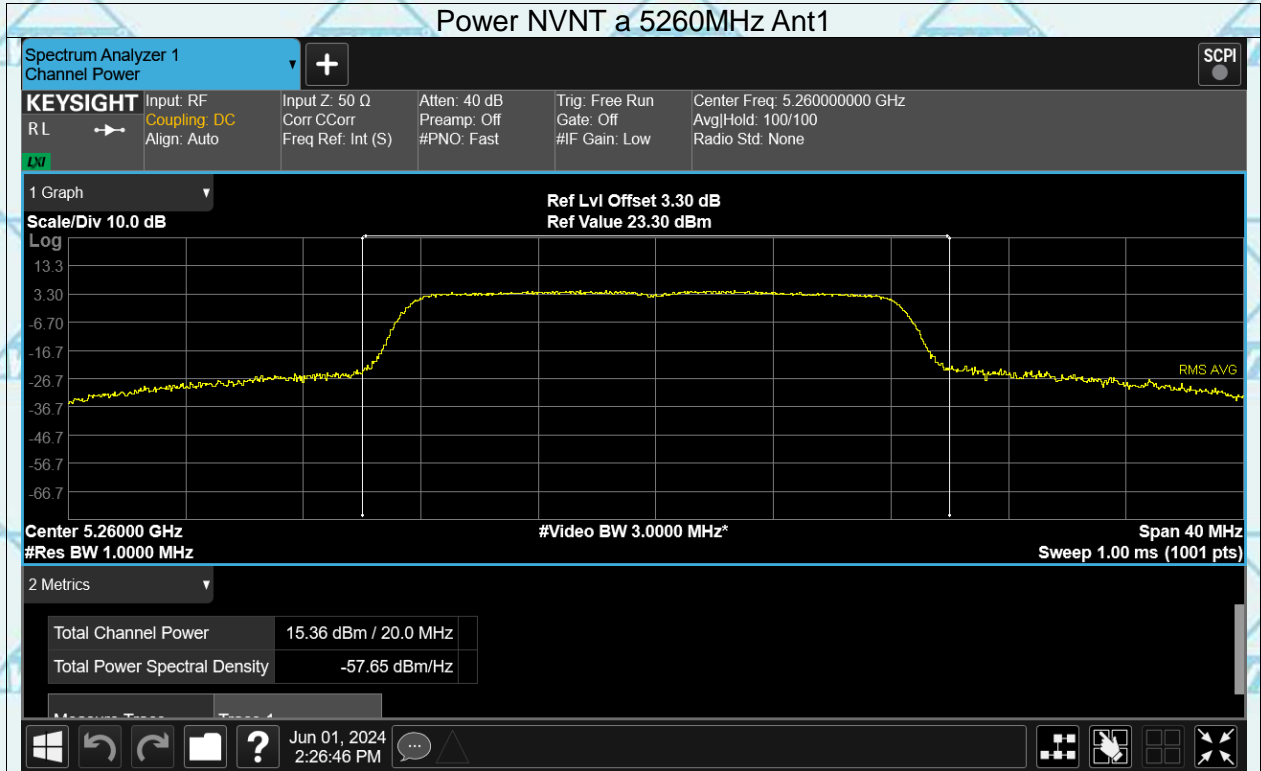 Power NVNT a 5260MHz Ant1
Spectrum Analyzer 1
Channel Power
SCPI
KEYSIGHT
RL
LXI
Input: RF
Coupling: DC
Align: Auto
Input Z: 50 Ω
Corr CCorr
Freq Ref: Int (S)
Atten: 40 dB
Preamp: Off
#PNO: Fast
Trig: Free Run
Gate: Off
#IF Gain: Low
Center Freq: 5.260000000 GHz
Avg|Hold: 100/100
Radio Std: None
1 Graph
Scale/Div 10.0 dB
Ref Lvl Offset 3.30 dB
Ref Value 23.30 dBm
Log
13.3
3.30
-6.70
-16.7
-26.7
-36.7
-46.7
-56.7
-66.7
RMS AVG
Center 5.26000 GHz
#Video BW 3.0000 MHz*
Span 40 MHz
#Res BW 1.0000 MHz
Sweep 1.00 ms (1001 pts)
2 Metrics
Total Channel Power 15.36 dBm / 20.0 MHz
Total Power Spectral Density -57.65 dBm/Hz
Measure Trace Trace 1
?
Jun 01, 2024
2:26:46 PM